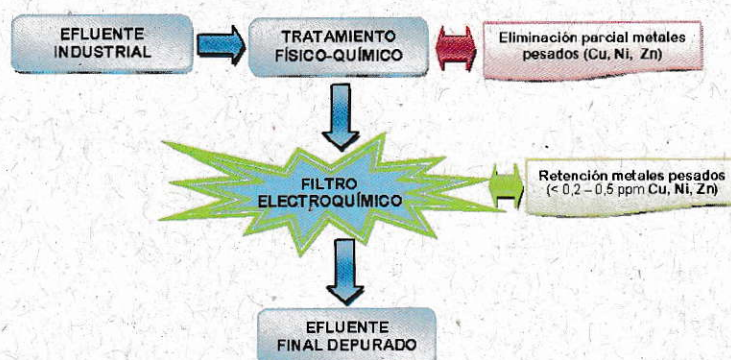 EFLUENTE
INDUSTRIAL
TRATAMIENTO
FÍSICO-QUÍMICO
Eliminación parcial metales
pesados (Cu, Ni, Zn)
FILTRO
ELECTROQUÍMICO
Retención metales pesados
(< 0,2 – 0,5 ppm Cu, Ni, Zn)
EFLUENTE
FINAL DEPURADO